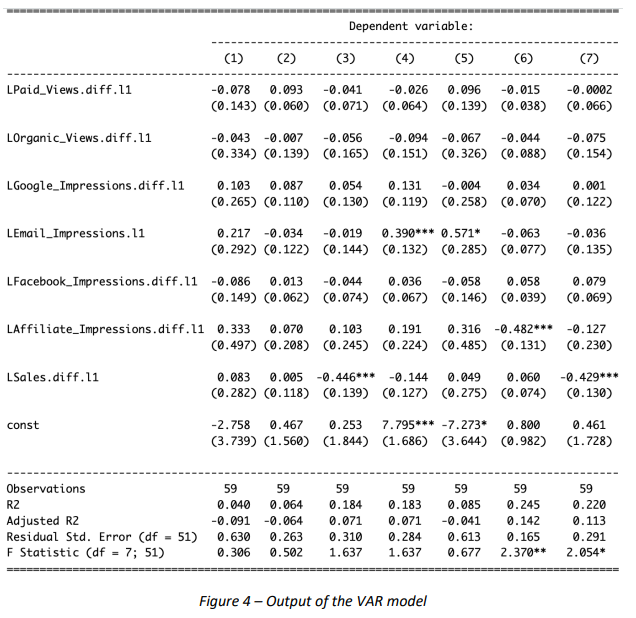 Dependent variable:
(1) (2) (3) (4) (5) (6) (7)
LPaid_Views.diff.l1 -0.078 0.093 -0.041 -0.026 0.096 -0.015 -0.0002
(0.143) (0.060) (0.071) (0.064) (0.139) (0.038) (0.066)
LOrganic_Views.diff.l1 -0.043 -0.007 -0.056 -0.094 -0.067 -0.044 -0.075
(0.334) (0.139) (0.165) (0.151) (0.326) (0.088) (0.154)
LGoogle_Impressions.diff.l1 0.103 0.087 0.054 0.131 -0.004 0.034 0.001
(0.265) (0.110) (0.130) (0.119) (0.258) (0.070) (0.122)
LEmail_Impressions.l1 0.217 -0.034 -0.019 0.390*** 0.571* -0.063 -0.036
(0.292) (0.122) (0.144) (0.132) (0.285) (0.077) (0.135)
LFacebook_Impressions.diff.l1 -0.086 0.013 -0.044 0.036 -0.058 0.058 0.079
(0.149) (0.062) (0.074) (0.067) (0.146) (0.039) (0.069)
LAffiliate_Impressions.diff.l1 0.333 0.070 0.103 0.191 0.316 -0.482*** -0.127
(0.497) (0.208) (0.245) (0.224) (0.485) (0.131) (0.230)
LSales.diff.l1 0.083 0.005 -0.446*** -0.144 0.049 0.060 -0.429***
(0.282) (0.118) (0.139) (0.127) (0.275) (0.074) (0.130)
const -2.758 0.467 0.253 7.795*** -7.273* 0.800 0.461
(3.739) (1.560) (1.844) (1.686) (3.644) (0.982) (1.728)
Observations 59 59 59 59 59 59 59
R2 0.040 0.064 0.184 0.183 0.085 0.245 0.220
Adjusted R2 -0.091 -0.064 0.071 0.071 -0.041 0.142 0.113
Residual Std. Error (df = 51) 0.630 0.263 0.310 0.284 0.613 0.165 0.291
F Statistic (df = 7; 51) 0.306 0.502 1.637 1.637 0.677 2.370** 2.054*
Figure 4 – Output of the VAR model